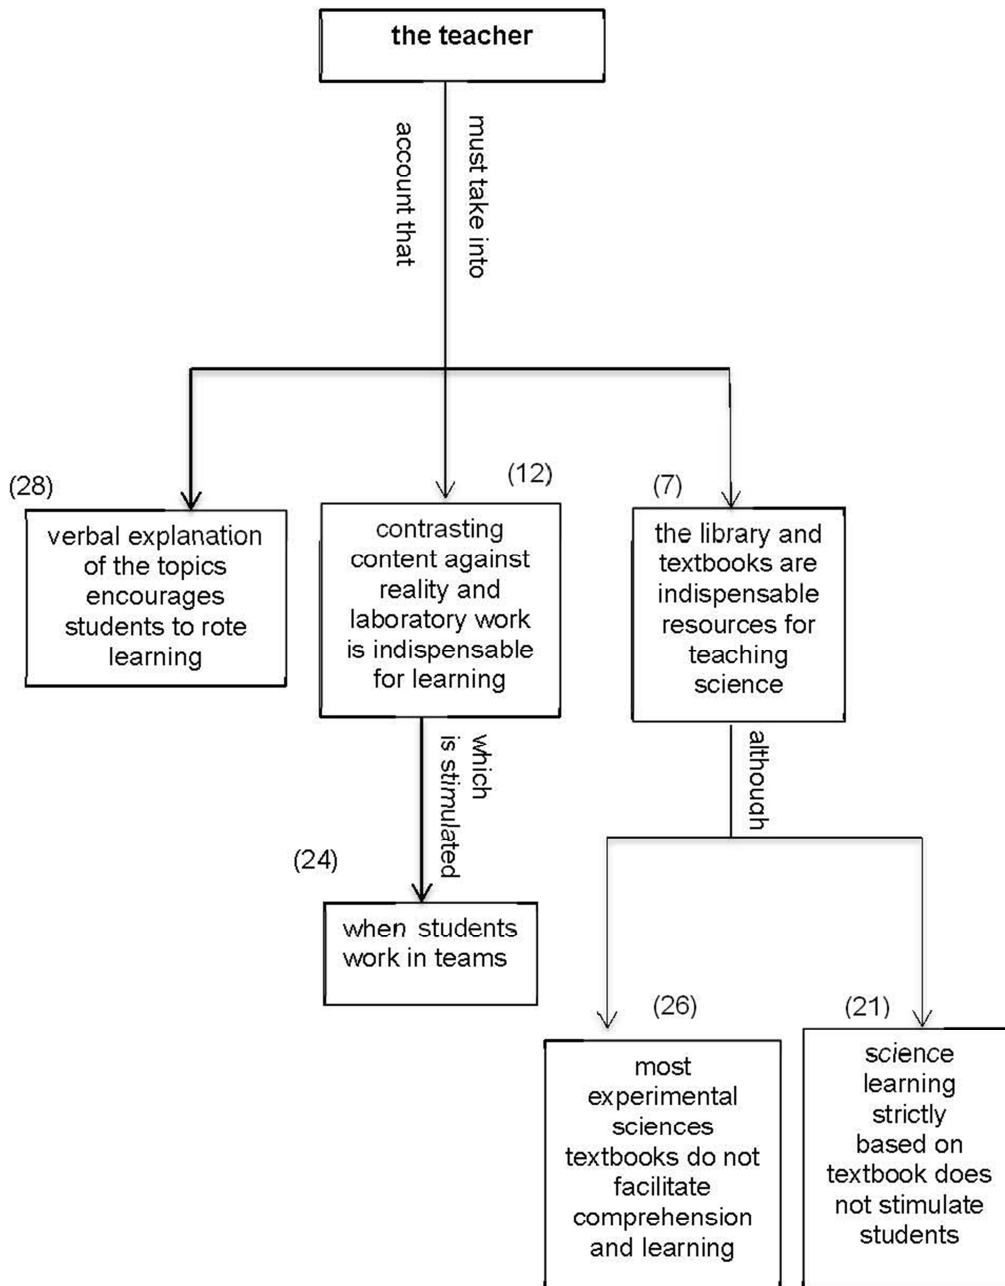 the teacher
must take into
account that
(28)
verbal explanation
of the topics
encourages
students to rote
learning
(12)
contrasting
content against
reality and
laboratory work
is indispensable
for learning
(7)
the library and
textbooks are
indispensable
resources for
teaching
science
which
is stimulated
although
(24)
when students
work in teams
(26)
most
experimental
sciences
textbooks do not
facilitate
comprehension
and learning
(21)
science
learning
strictly
based on
textbook does
not stimulate
students